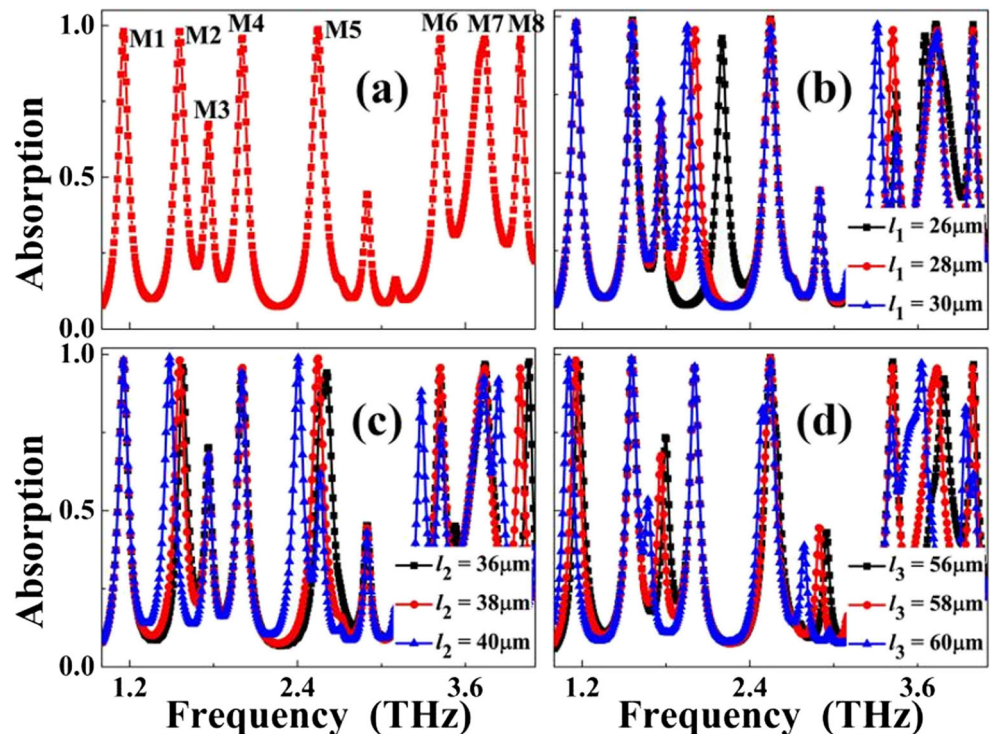 M1 M2 M3 M4 M5 M6 M7 M8
(a)
(b)
l1 = 26μm
l1 = 28μm
l1 = 30μm
(c)
l2 = 36μm
l2 = 38μm
l2 = 40μm
(d)
l3 = 56μm
l3 = 58μm
l3 = 60μm
1.0
0.5
0.0
1.0
0.5
0.0
Absorption
Absorption
1.2 2.4 3.6
1.2 2.4 3.6
Frequency (THz)
Frequency (THz)